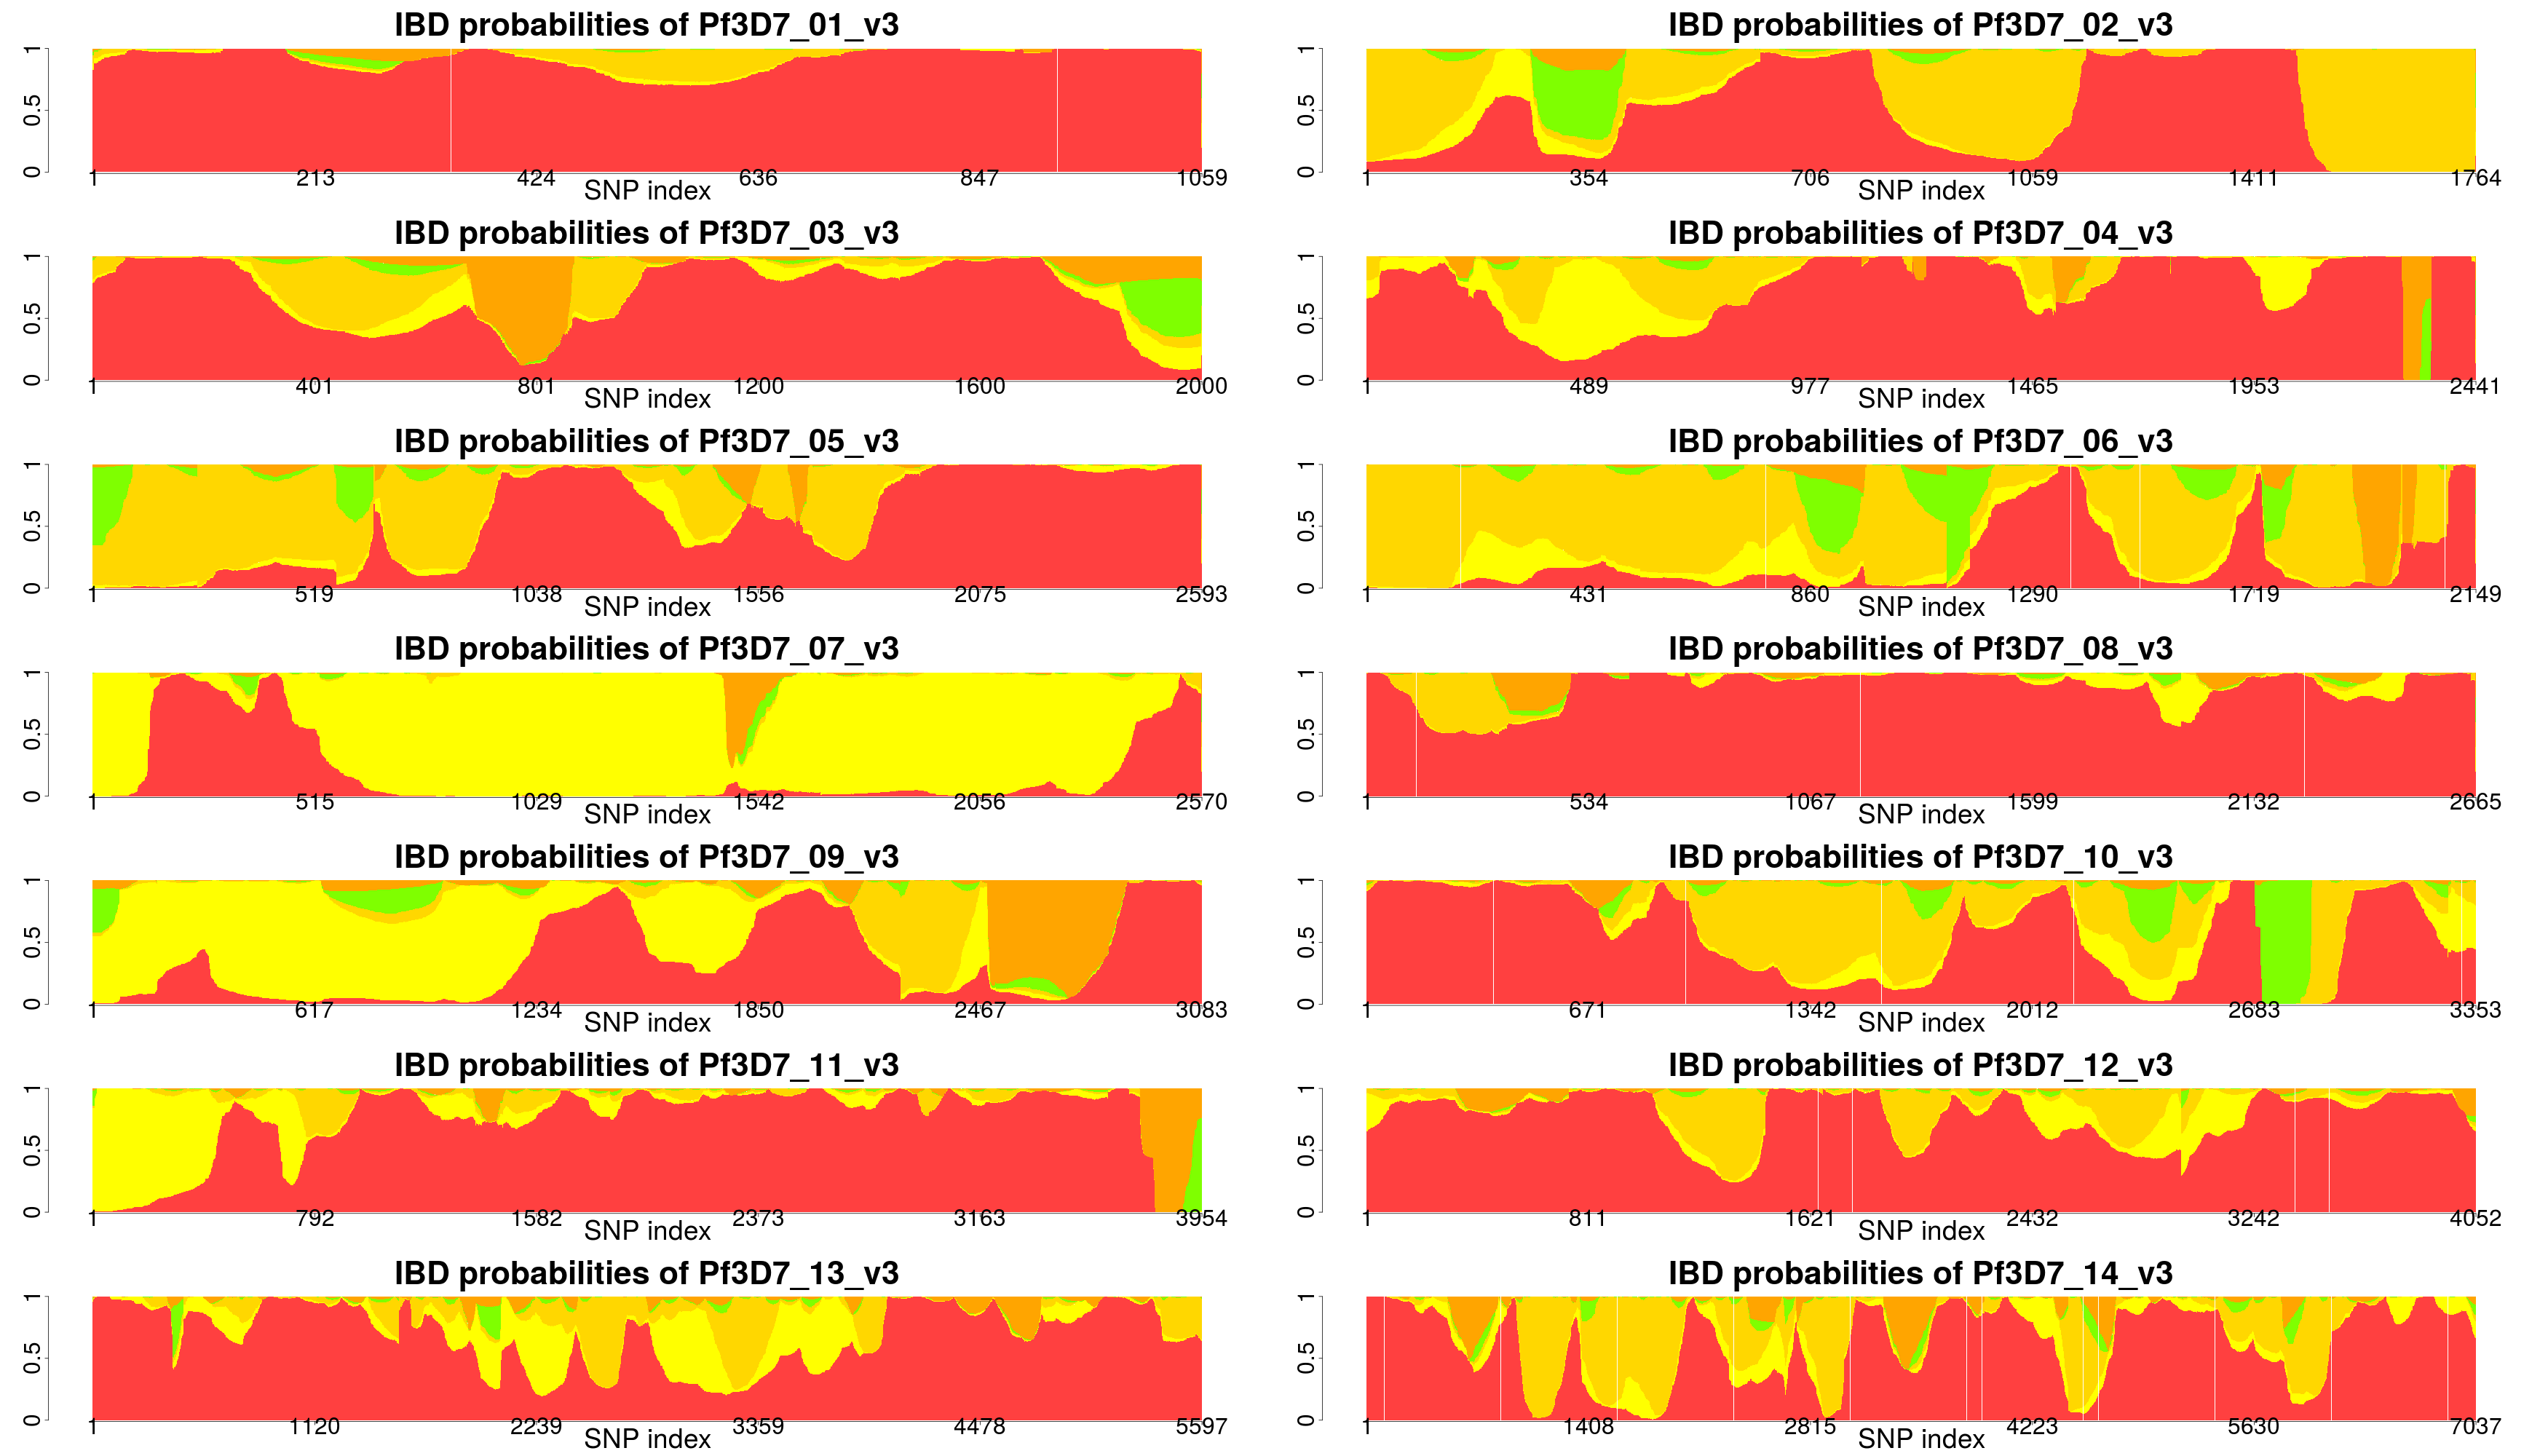 IBD probabilities of Pf3D7_01_v3
0 0.5 1
1 213 424 636 847 1059
SNP index
IBD probabilities of Pf3D7_02_v3
0 0.5 1
1 354 706 1059 1411 1764
SNP index
IBD probabilities of Pf3D7_03_v3
0 0.5 1
1 401 801 1200 1600 2000
SNP index
IBD probabilities of Pf3D7_04_v3
0 0.5 1
1 489 977 1465 1953 2441
SNP index
IBD probabilities of Pf3D7_05_v3
0 0.5 1
1 519 1038 1556 2075 2593
SNP index
IBD probabilities of Pf3D7_06_v3
0 0.5 1
1 431 860 1290 1719 2149
SNP index
IBD probabilities of Pf3D7_07_v3
0 0.5 1
1 515 1029 1542 2056 2570
SNP index
IBD probabilities of Pf3D7_08_v3
0 0.5 1
1 534 1067 1599 2132 2665
SNP index
IBD probabilities of Pf3D7_09_v3
0 0.5 1
1 617 1234 1850 2467 3083
SNP index
IBD probabilities of Pf3D7_10_v3
0 0.5 1
1 671 1342 2012 2683 3353
SNP index
IBD probabilities of Pf3D7_11_v3
0 0.5 1
1 792 1582 2373 3163 3954
SNP index
IBD probabilities of Pf3D7_12_v3
0 0.5 1
1 811 1621 2432 3242 4052
SNP index
IBD probabilities of Pf3D7_13_v3
0 0.5 1
1 1120 2239 3359 4478 5597
SNP index
IBD probabilities of Pf3D7_14_v3
0 0.5 1
1 1408 2815 4223 5630 7037
SNP index